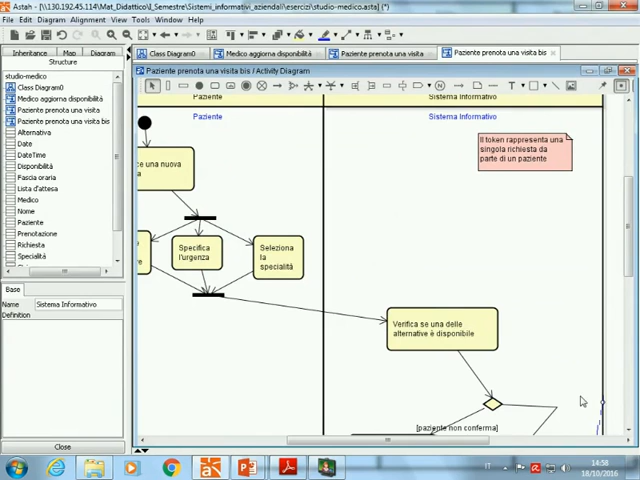 Astah - [\\130.192.45.114\Mat_Didattico\I_Semestre\Sistemi_informativi_aziendali\esercizi\studio-medico.asta] (*)
File Edit Diagram Alignment View Tools Window Help
Inheritance Map Diagram
Structure
studio-medico
Class Diagram0
Medico aggiorna disponibilità
Paziente prenota una visita
Paziente prenota una visita bis
Alternativa
Date
DateTime
Disponibilità
Fascia oraria
Lista d'attesa
Medico
Nome
Paziente
Prenotazione
Richiesta
Specialità
Base
Name Sistema Informativo
Definition
Close
Class Diagram0
Medico aggiorna disponibilità
Paziente prenota una visita
Paziente prenota una visita bis
Paziente prenota una visita bis / Activity Diagram
Paziente
Sistema Informativo
Paziente
Sistema Informativo
Il token rappresenta una
singola richiesta da
parte di un paziente
ce una nuova
a
Specifica
l'urgenza
Seleziona
la
specialità
Verifica se una delle
alternative è disponibile
[paziente non conferma]
IT
14:58
18/10/2016